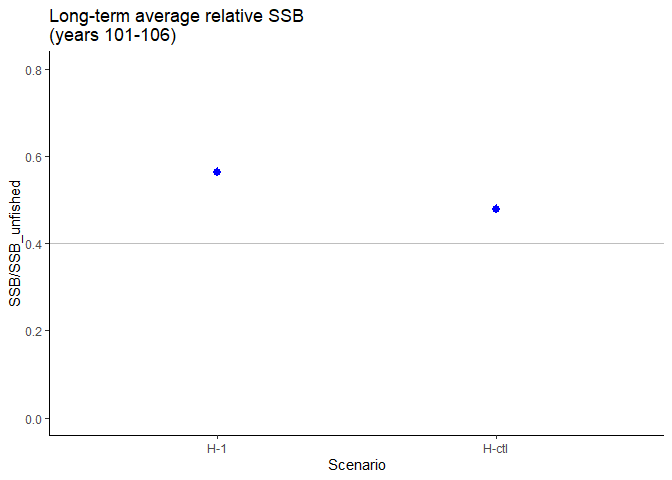 Long-term average relative SSB
(years 101-106)
SSB/SSB_unfished
0.8
0.6
0.4
0.2
0.0
H-1
H-ctl
Scenario